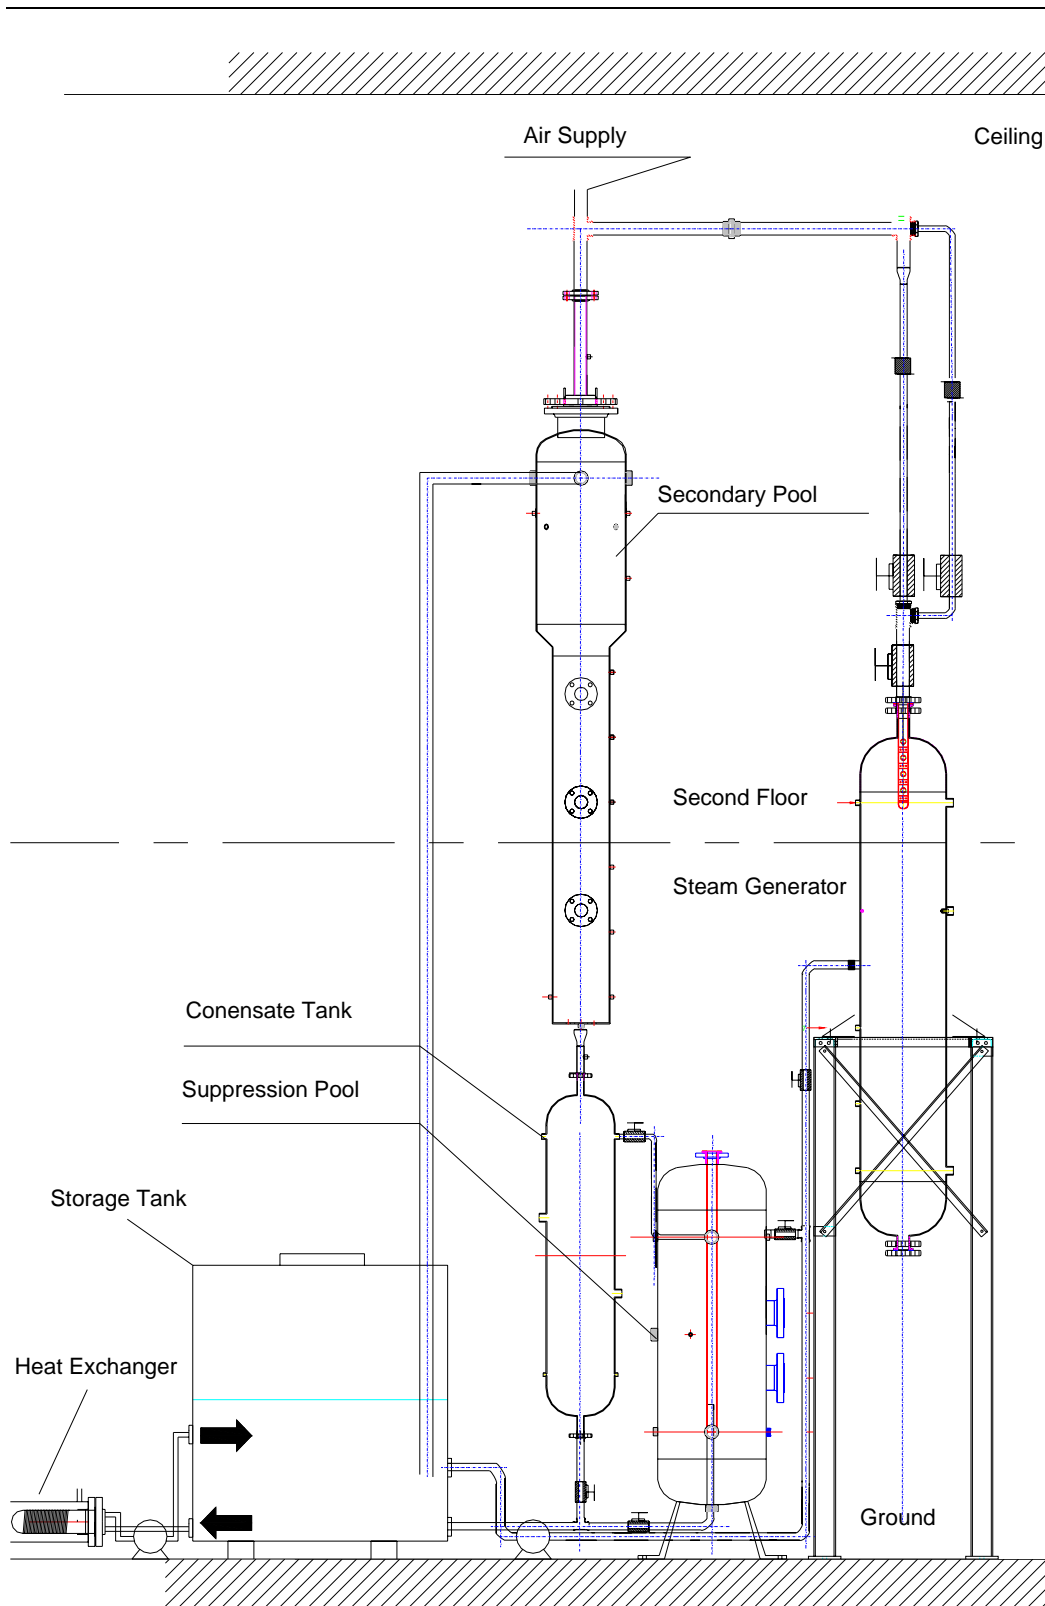 Air Supply
Ceiling
Secondary Pool
Second Floor
Steam Generator
Conensate Tank
Suppression Pool
Storage Tank
Heat Exchanger
Ground